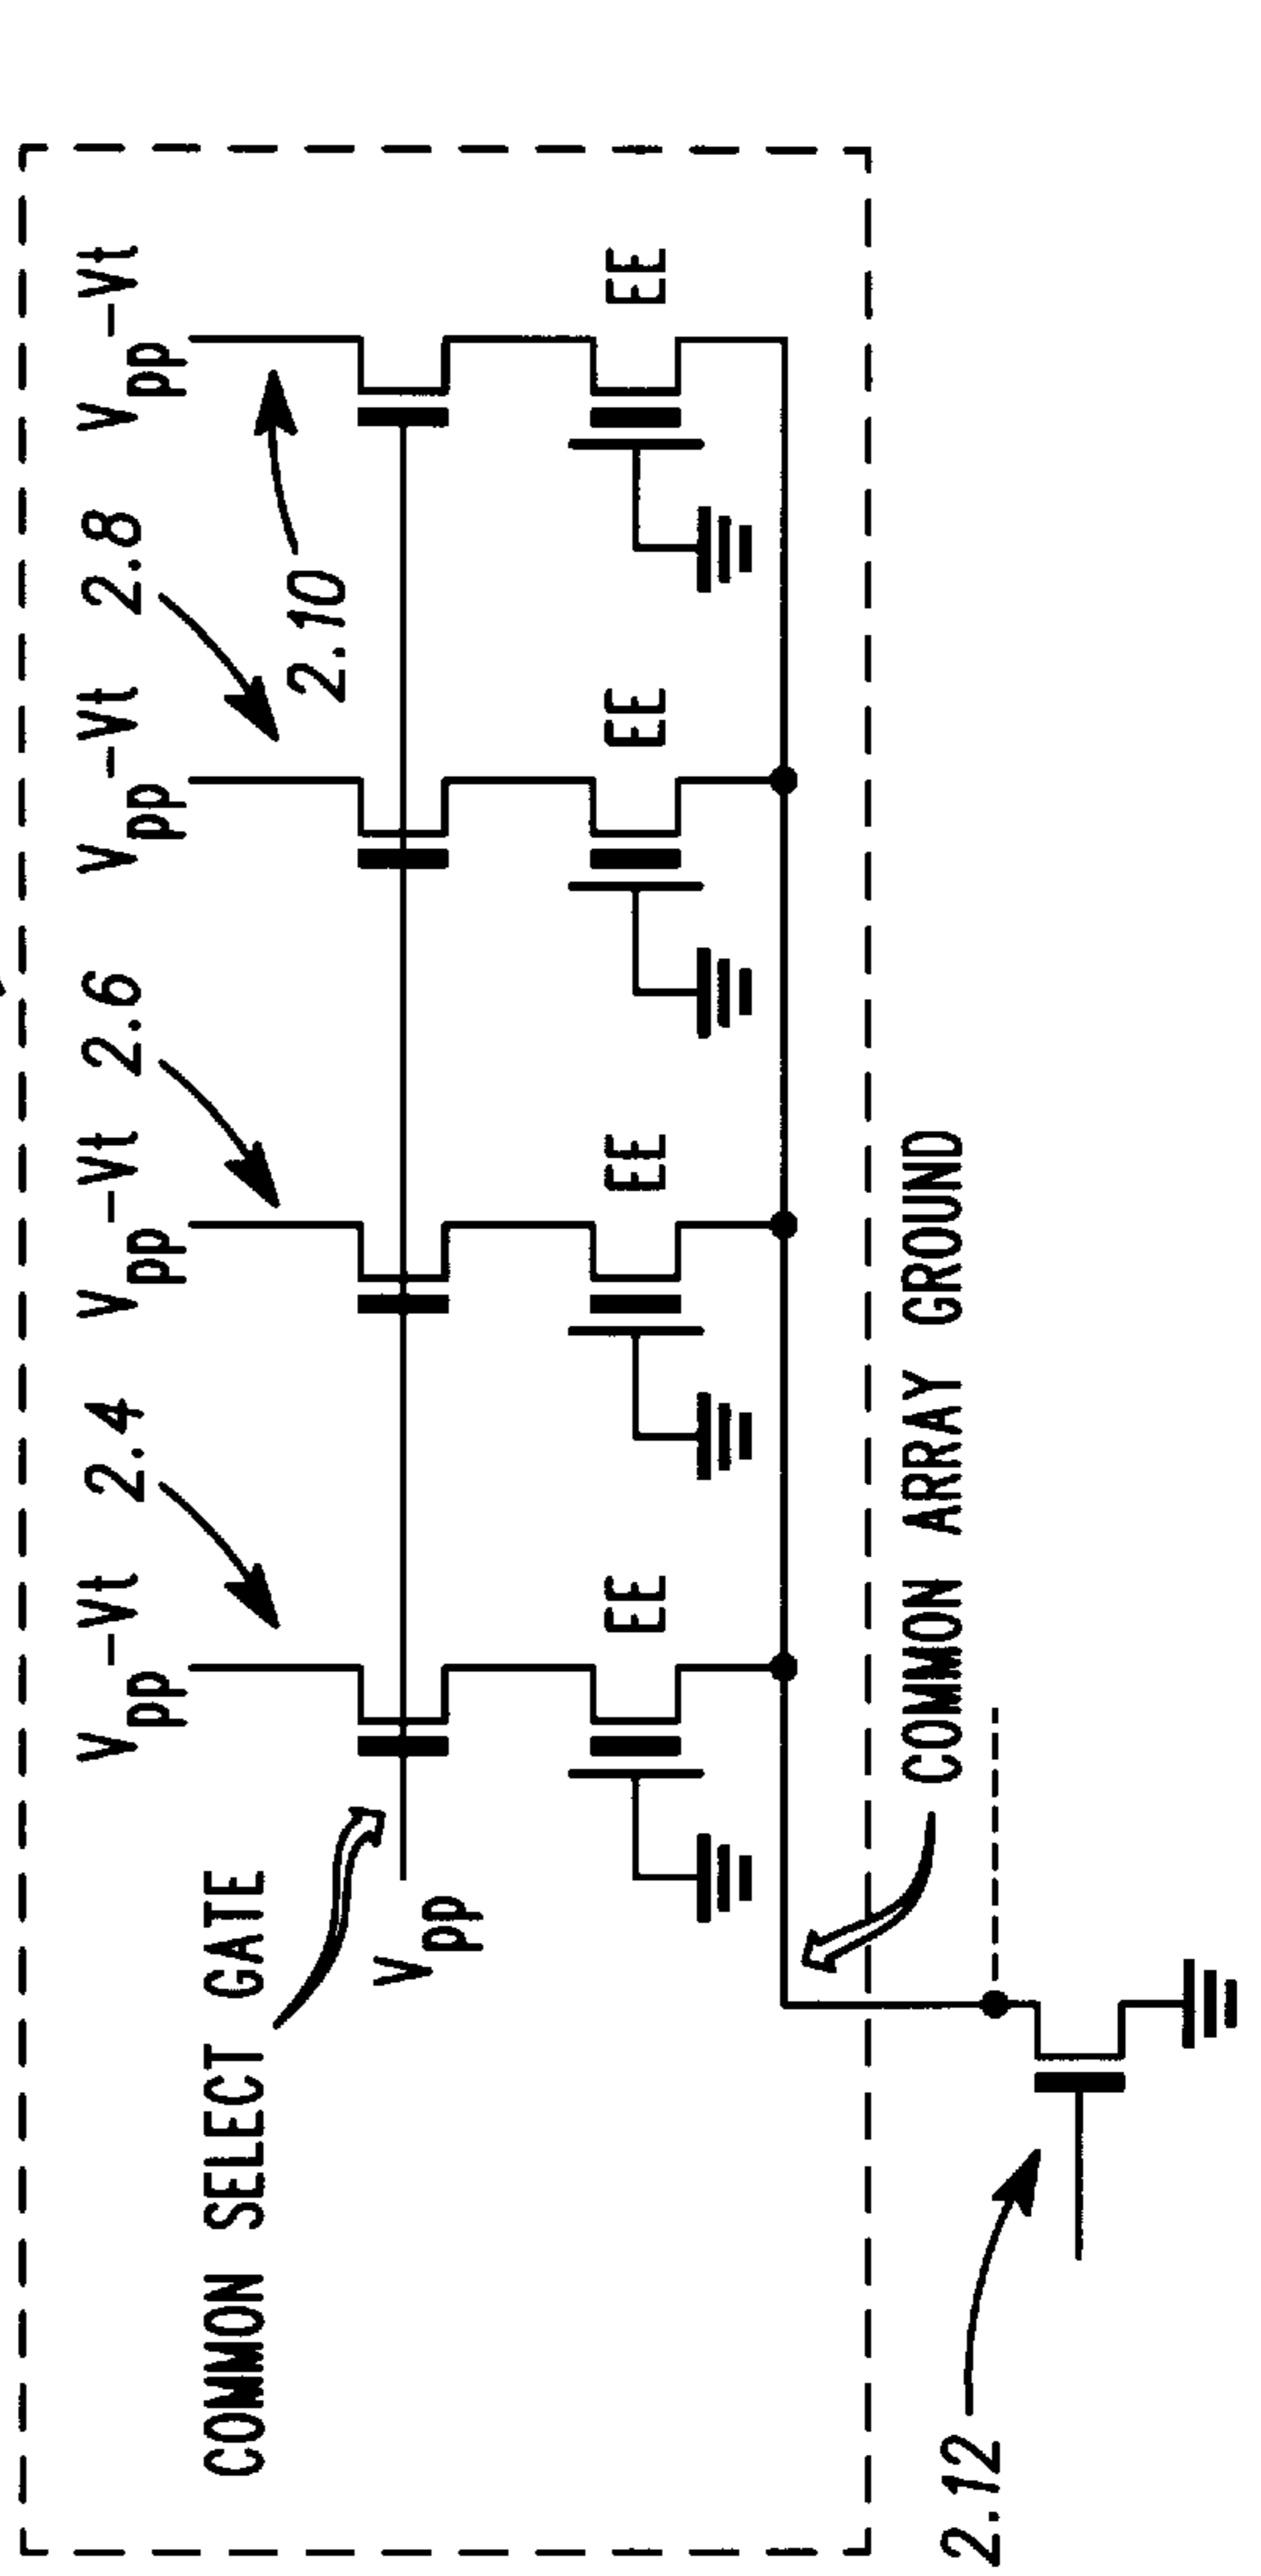 Vpp-Vt 2.4
Vpp-Vt 2.6
Vpp-Vt 2.8
Vpp-Vt
2.10
COMMON SELECT GATE
Vpp
EE
EE
EE
EE
COMMON ARRAY GROUND
2.12